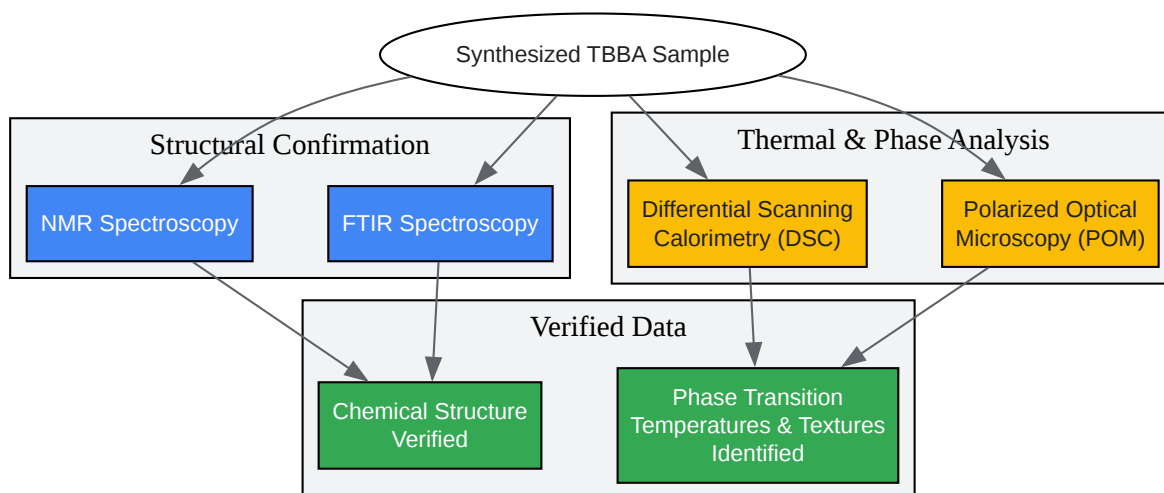 Synthesized TBBA Sample
Structural Confirmation
Thermal & Phase Analysis
NMR Spectroscopy
FTIR Spectroscopy
Differential Scanning
Calorimetry (DSC)
Polarized Optical
Microscopy (POM)
Verified Data
Chemical Structure
Verified
Phase Transition
Temperatures & Textures
Identified